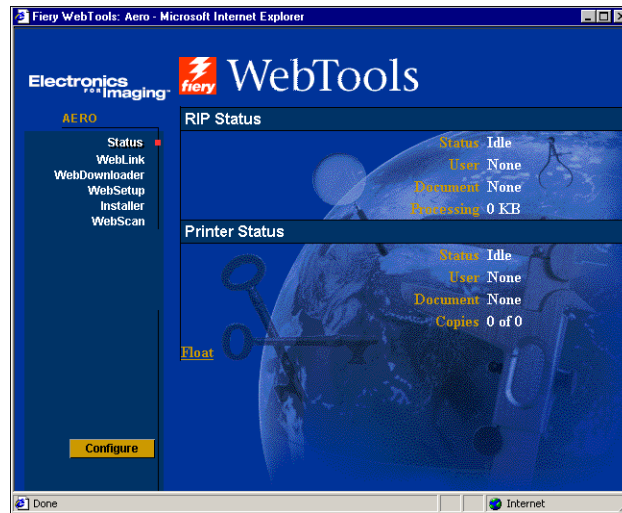 Fiery WebTools: Aero - Microsoft Internet Explorer
Electronics
FOR Imaging
fiery
WebTools
AERO
Status
WebLink
WebDownloader
WebSetup
Installer
WebScan
Configure
RIP Status
Status Idle
User None
Document None
Processing 0 KB
Printer Status
Status Idle
User None
Document None
Copies 0 of 0
Float
Done
Internet